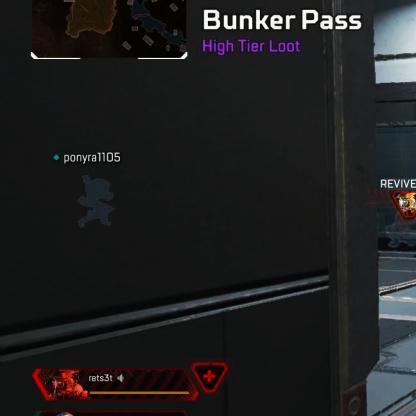 Bunker Pass
High Tier Loot
ponyra1105
REVIVE
rets3t